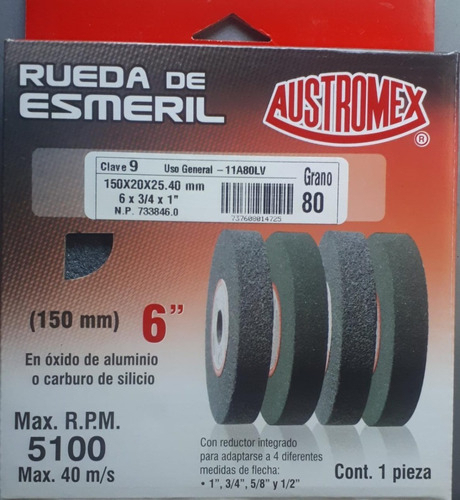 RUEDA DE
ESMERIL
AUSTROMEX
®
Clave 9 Uso General -11A80LV
150X20X25.40 mm
6 x 3/4 x 1"
N.P. 733846.0
Grano
80
737608014725
(150 mm) 6”
En óxido de aluminio
o carburo de silicio
Max. R.P.M.
5100
Max. 40 m/s
Con reductor integrado
para adaptarse a 4 diferentes
medidas de flecha:
• 1”, 3/4”, 5/8” y 1/2”
Cont. 1 pieza